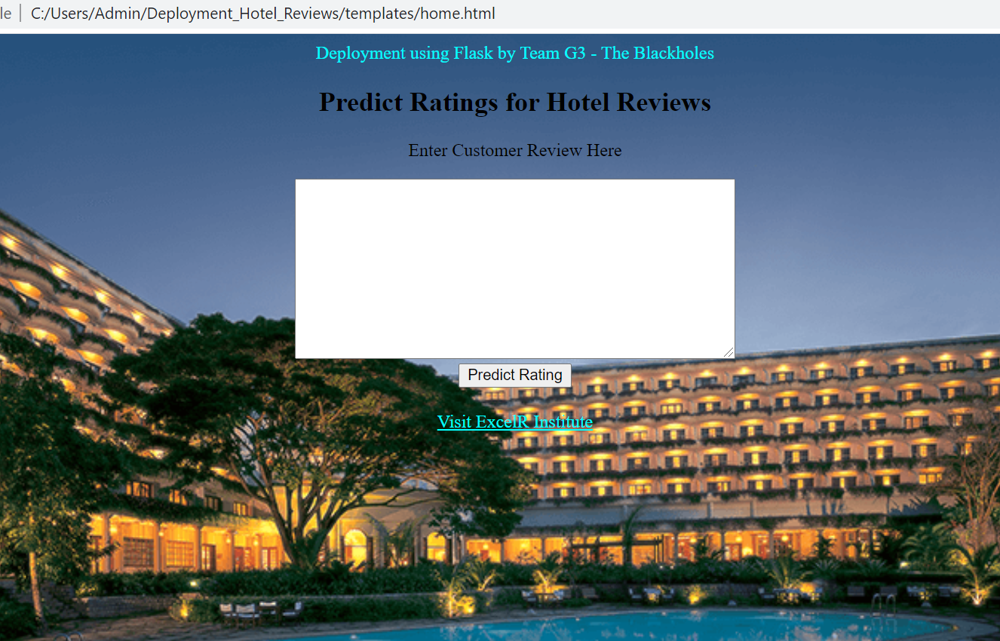 le | C:/Users/Admin/Deployment_Hotel_Reviews/templates/home.html
Deployment using Flask by Team G3 - The Blackholes
Predict Ratings for Hotel Reviews
Enter Customer Review Here
Predict Rating
Visit ExcelR Institute